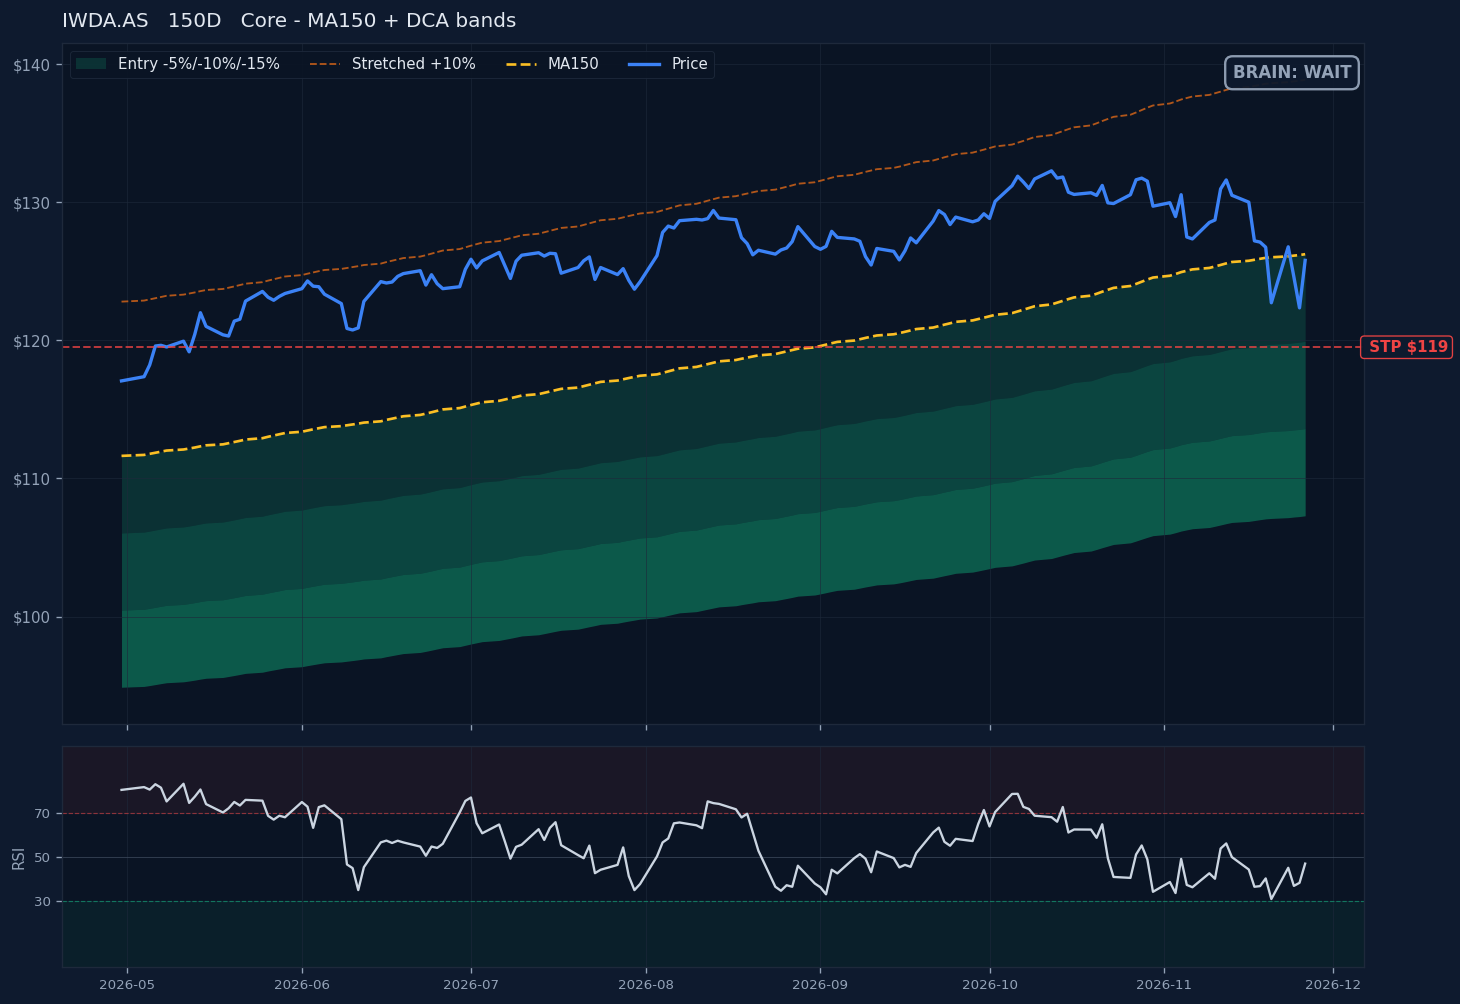 IWDA.AS   150D   Core - MA150 + DCA bands
Entry -5%/-10%/-15%   Stretched +10%   MA150   Price
BRAIN: WAIT
$140
$130
$120
$110
$100
STP $119
RSI
70
50
30
2026-05   2026-06   2026-07   2026-08   2026-09   2026-10   2026-11   2026-12